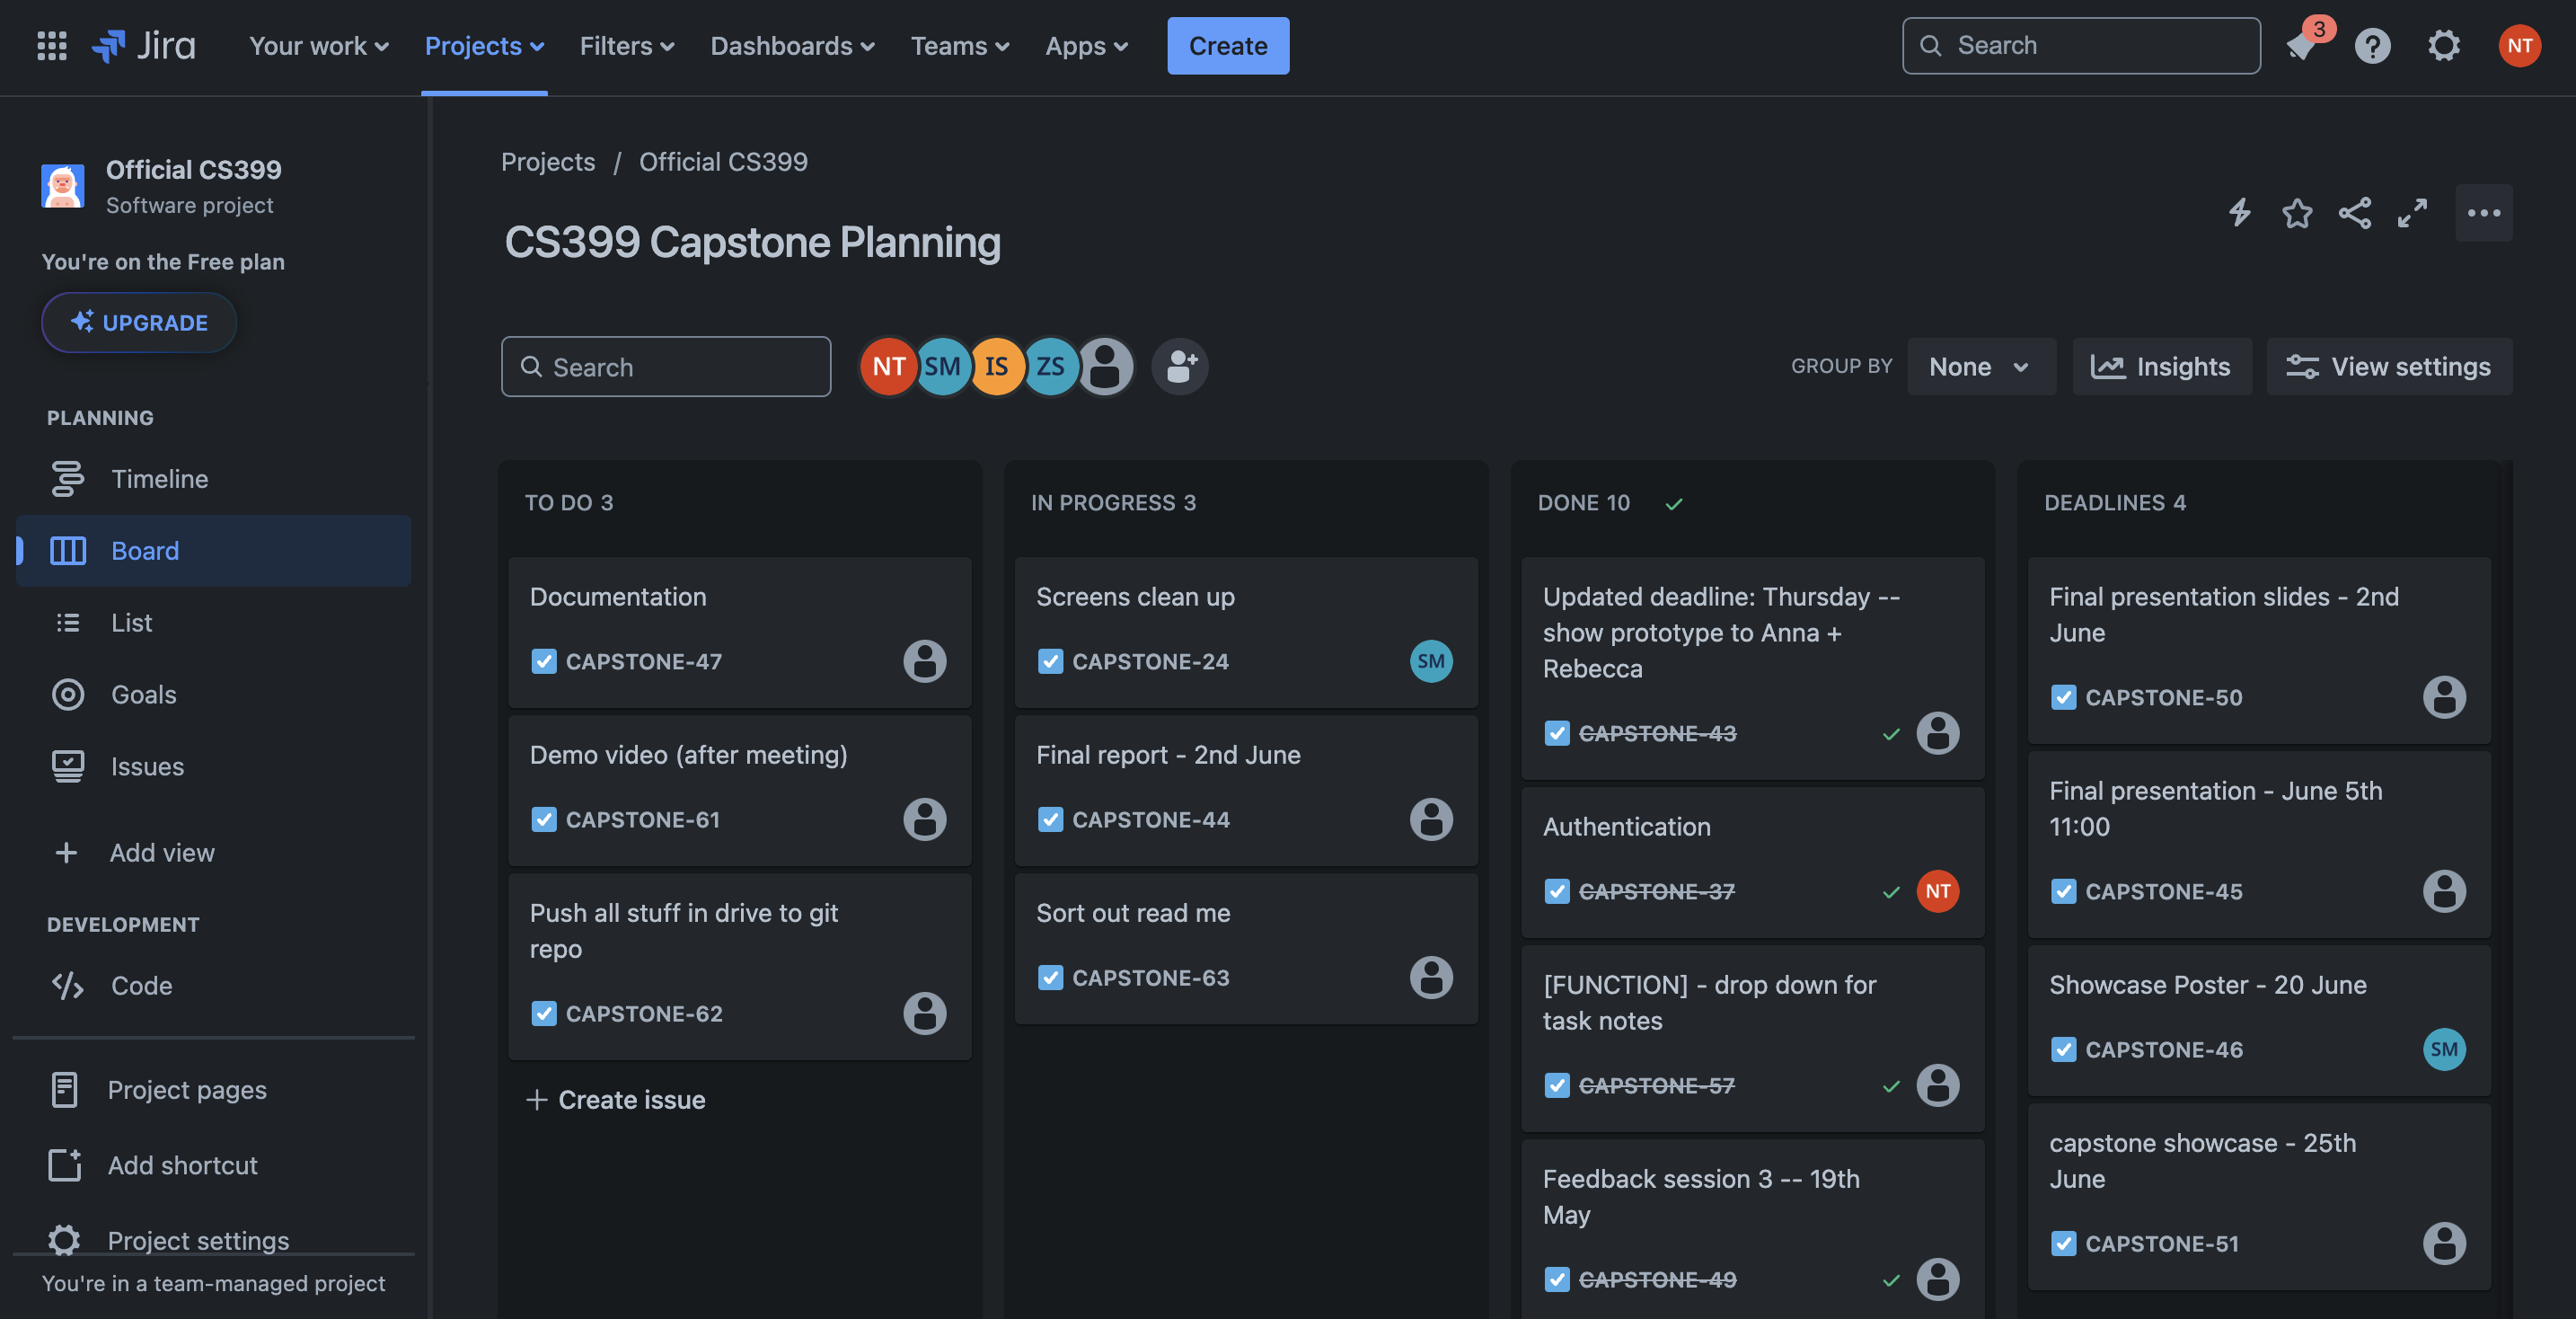 Jira
Your work
Projects
Filters
Dashboards
Teams
Apps
Create
Search
3
NT
Official CS399
Software project
You're on the Free plan
UPGRADE
PLANNING
Timeline
Board
List
Goals
Issues
Add view
DEVELOPMENT
Code
Project pages
Add shortcut
Project settings
You're in a team-managed project
Projects / Official CS399
CS399 Capstone Planning
Search
NT SM IS ZS
GROUP BY
None
Insights
View settings
TO DO 3
Documentation
CAPSTONE-47
Demo video (after meeting)
CAPSTONE-61
Push all stuff in drive to git
repo
CAPSTONE-62
Create issue
IN PROGRESS 3
Screens clean up
CAPSTONE-24
SM
Final report - 2nd June
CAPSTONE-44
Sort out read me
CAPSTONE-63
DONE 10
Updated deadline: Thursday --
show prototype to Anna +
Rebecca
CAPSTONE-43
Authentication
CAPSTONE-37
NT
[FUNCTION] - drop down for
task notes
CAPSTONE-57
Feedback session 3 -- 19th
May
CAPSTONE-49
DEADLINES 4
Final presentation slides - 2nd
June
CAPSTONE-50
Final presentation - June 5th
11:00
CAPSTONE-45
Showcase Poster - 20 June
CAPSTONE-46
SM
capstone showcase - 25th
June
CAPSTONE-51